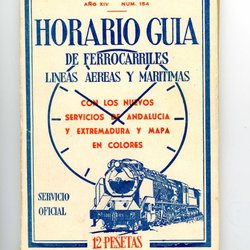 AÑO XIV NUM. 154
HORARIO GUIA
DE FERROCARRILES
LINEAS AEREAS Y MARITIMAS
CON LOS NUEVOS
SERVICIOS DE ANDALUCIA
Y EXTREMADURA Y MAPA
EN COLORES
SERVICIO
OFICIAL
12 PESETAS